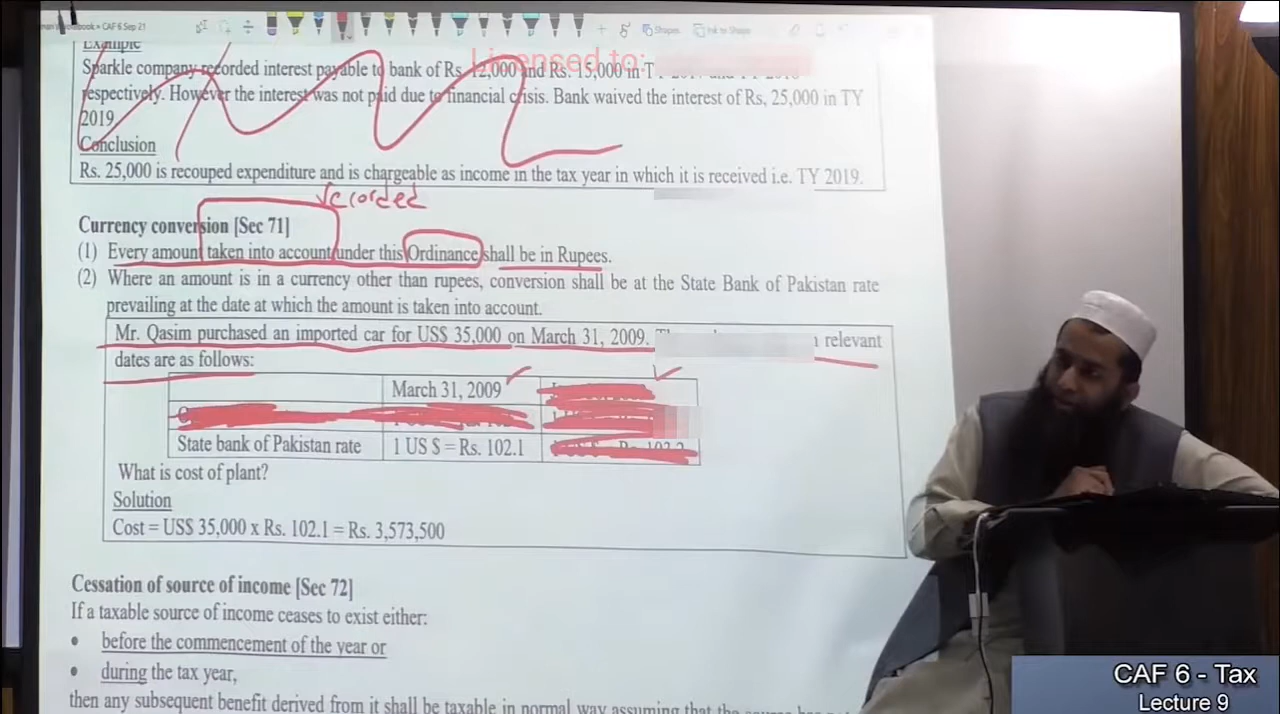 CAF 6 Sep 21
Shapes
Ink to Shape
Licensed to:
Example
Sparkle company recorded interest payable to bank of Rs. 12,000 and Rs. 15,000 in T
respectively. However the interest was not paid due to financial crisis. Bank waived the interest of Rs, 25,000 in TY
2019
Conclusion
Rs. 25,000 is recouped expenditure and is chargeable as income in the tax year in which it is received i.e. TY 2019.
recorded
Currency conversion [Sec 71]
(1) Every amount taken into account under this Ordinance shall be in Rupees.
(2) Where an amount is in a currency other than rupees, conversion shall be at the State Bank of Pakistan rate
prevailing at the date at which the amount is taken into account.
Mr. Qasim purchased an imported car for US$ 35,000 on March 31, 2009. relevant
dates are as follows:
March 31, 2009
State bank of Pakistan rate 1 US $ = Rs. 102.1
What is cost of plant?
Solution
Cost = US$ 35,000 x Rs. 102.1 = Rs. 3,573,500
Cessation of source of income [Sec 72]
If a taxable source of income ceases to exist either:
• before the commencement of the year or
• during the tax year,
then any subsequent benefit derived from it shall be taxable in normal way assuming that the
CAF 6 - Tax
Lecture 9